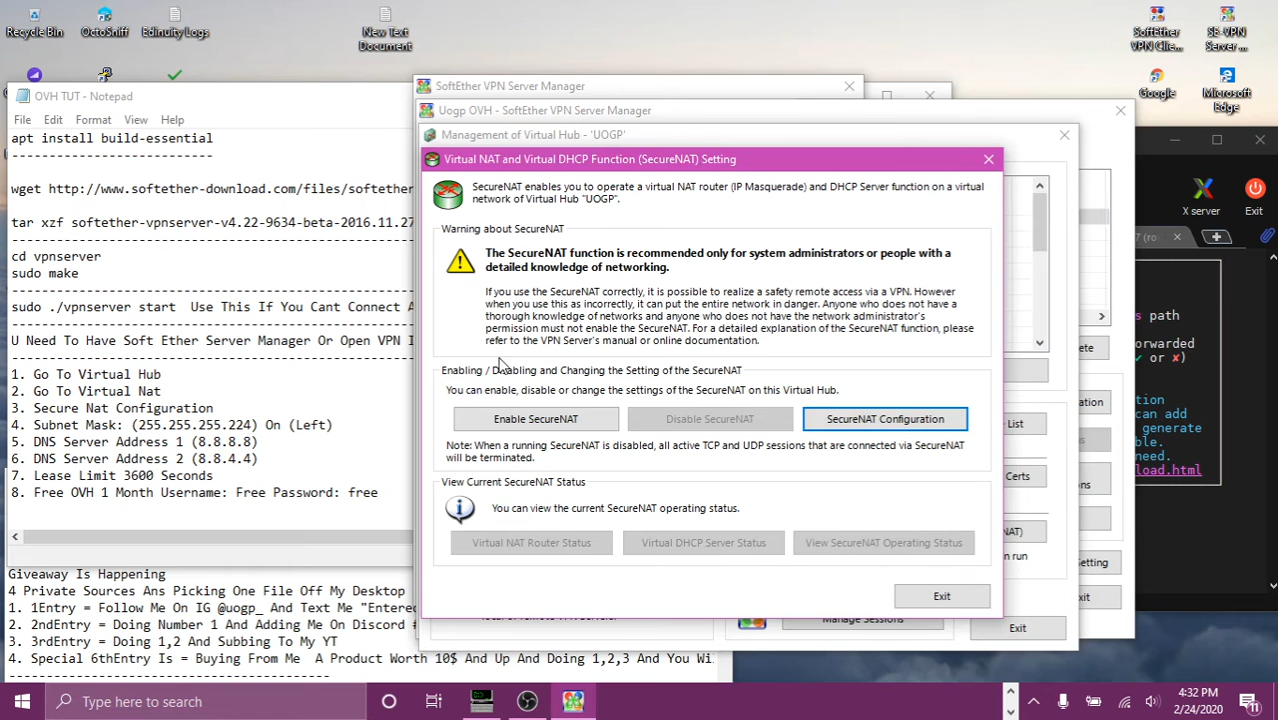 Recycle Bin
OctoSniff
Edinuity Logs
New Text
Document
SoftEther
VPN Clie...
SE-VPN
Server ...
Google
Microsoft
Edge
OVH TUT - Notepad
File Edit Format View Help
apt install build-essential
-------------------------
wget http://www.softether-download.com/files/softether
tar xzf softether-vpnserver-v4.22-9634-beta-2016.11.27
cd vpnserver
sudo make
sudo ./vpnserver start  Use This If You Cant Connect A
U Need To Have Soft Ether Server Manager Or Open VPN I
1. Go To Virtual Hub
2. Go To Virtual Nat
3. Secure Nat Configuration
4. Subnet Mask: (255.255.255.224) On (Left)
5. DNS Server Address 1 (8.8.8.8)
6. DNS Server Address 2 (8.8.4.4)
7. Lease Limit 3600 Seconds
8. Free OVH 1 Month Username: Free Password: free
Giveaway Is Happening
4 Private Sources Ans Picking One File Off My Desktop
1. 1Entry = Follow Me On IG @uogp_ And Text Me "Entered
2. 2ndEntry = Doing Number 1 And Adding Me On Discord #
3. 3rdEntry = Doing 1,2 And Subbing To My YT
4. Special 6thEntry Is = Buying From Me  A Product Worth 10$ And Up And Doing 1,2,3 And You Wi
SoftEther VPN Server Manager
Uogp OVH - SoftEther VPN Server Manager
Management of Virtual Hub - 'UOGP'
Virtual NAT and Virtual DHCP Function (SecureNAT) Setting
SecureNAT enables you to operate a virtual NAT router (IP Masquerade) and DHCP Server function on a virtual
network of Virtual Hub "UOGP".
Warning about SecureNAT
The SecureNAT function is recommended only for system administrators or people with a
detailed knowledge of networking.
If you use the SecureNAT correctly, it is possible to realize a safety remote access via a VPN. However
when you use this as incorrectly, it can put the entire network in danger. Anyone who does not have a
thorough knowledge of networks and anyone who does not have the network administrator's
permission must not enable the SecureNAT. For a detailed explanation of the SecureNAT function, please
refer to the VPN Server's manual or online documentation.
Enabling / Disabling and Changing the Setting of the SecureNAT
You can enable, disable or change the settings of the SecureNAT on this Virtual Hub.
Enable SecureNAT
Disable SecureNAT
SecureNAT Configuration
Note: When a running SecureNAT is disabled, all active TCP and UDP sessions that are connected via SecureNAT
will be terminated.
View Current SecureNAT Status
You can view the current SecureNAT operating status.
Virtual NAT Router Status
Virtual DHCP Server Status
View SecureNAT Operating Status
Exit
Manage Sessions
Exit
List
Certs
NAT)
n run
ete
ation
ns
etting
xit
X server
Exit
7 (ro
s path
orwarded
✔ or ✘)
ction
can add
generate
ble.
need.
load.html
Type here to search
4:32 PM
2/24/2020
11